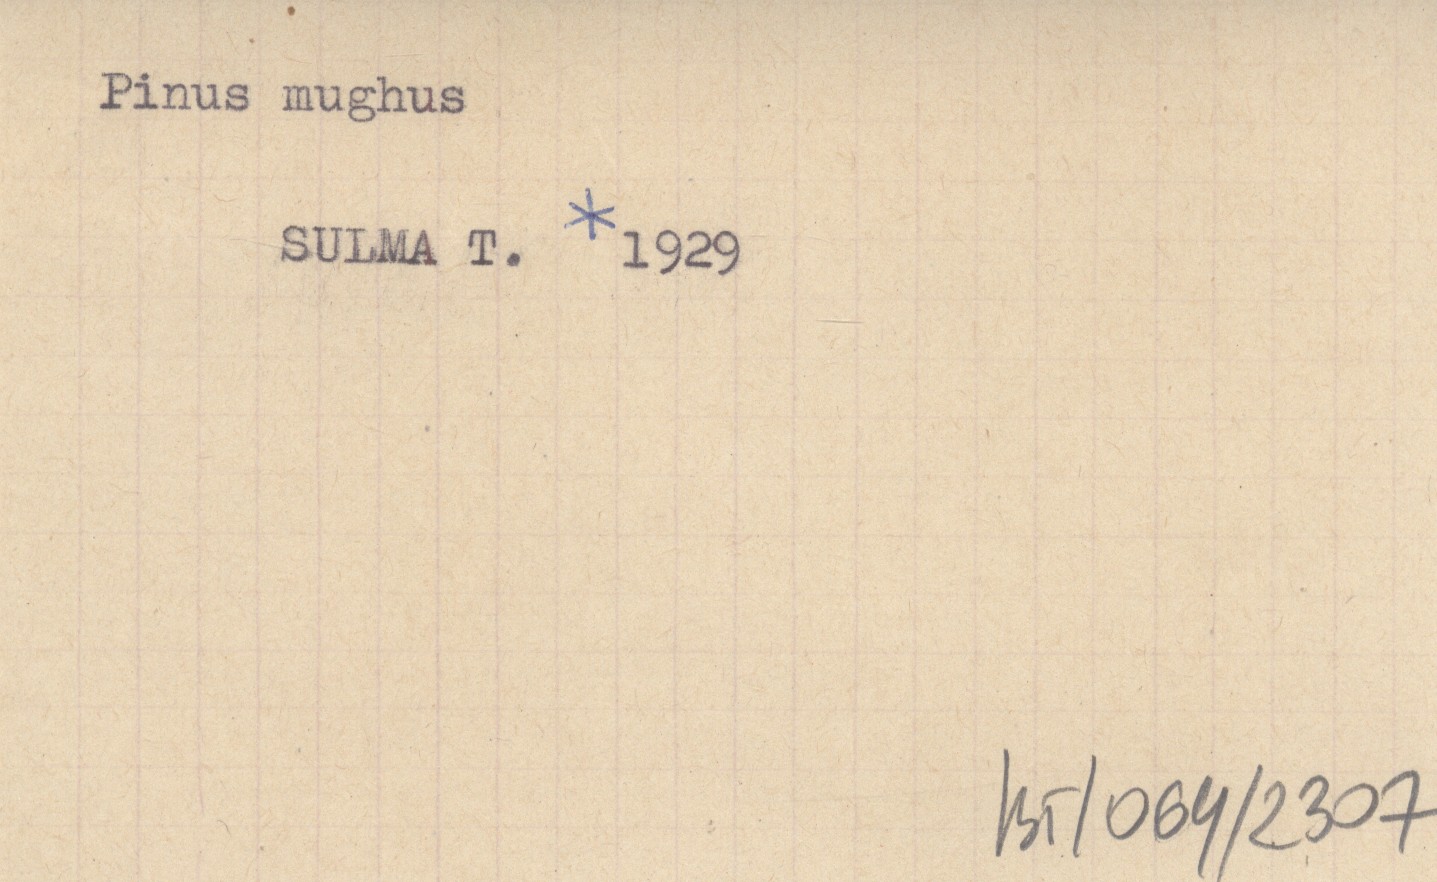 Pinus mughus
SULMA T. * 1929
BT/064/2307